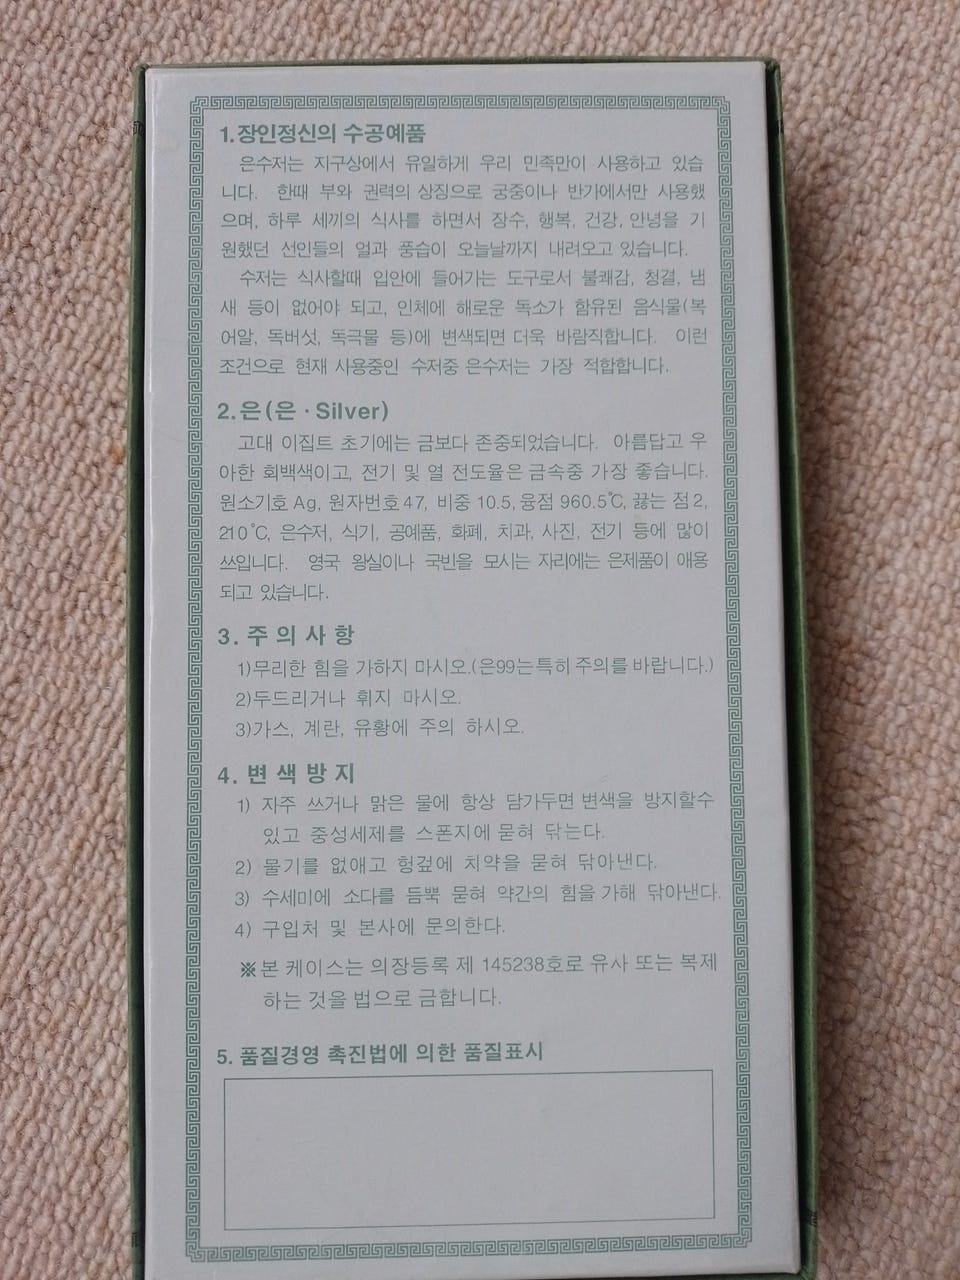 1.장인정신의 수공예품
은수저는 지구상에서 유일하게 우리 민족만이 사용하고 있습
니다. 한때 부와 권력의 상징으로 궁중이나 반가에서만 사용했
으며, 하루 세끼의 식사를 하면서 장수, 행복, 건강, 안녕을 기
원했던 선인들의 얼과 풍습이 오늘날까지 내려오고 있습니다.
수저는 식사할때 입안에 들어가는 도구로서 불쾌감, 청결, 냄
새 등이 없어야 되고, 인체에 해로운 독소가 함유된 음식물(복
어알, 독버섯, 독극물 등)에 변색되면 더욱 바람직합니다. 이런
조건으로 현재 사용중인 수저중 은수저는 가장 적합합니다.
2.은(은·Silver)
고대 이집트 초기에는 금보다 존중되었습니다. 아름답고 우
아한 회백색이고, 전기 및 열 전도율은 금속중 가장 좋습니다.
원소기호 Ag, 원자번호 47, 비중 10.5, 융점 960.5℃, 끓는 점 2,
210℃, 은수저, 식기, 공예품, 화폐, 치과, 사진, 전기 등에 많이
쓰입니다. 영국 왕실이나 국빈을 모시는 자리에는 은제품이 애용
되고 있습니다.
3. 주의사항
1)무리한 힘을 가하지 마시오.(은99는 특히 주의를 바랍니다.)
2)두드리거나 휘지 마시오.
3)가스, 계란, 유황에 주의 하시오.
4. 변색방지
1) 자주 쓰거나 맑은 물에 항상 담가두면 변색을 방지할수
있고 중성세제를 스폰지에 묻혀 닦는다.
2) 물기를 없애고 헝겊에 치약을 묻혀 닦아낸다.
3) 수세미에 소다를 듬뿍 묻혀 약간의 힘을 가해 닦아낸다.
4) 구입처 및 본사에 문의한다.
※본 케이스는 의장등록 제 145238호로 유사 또는 복제
하는 것을 법으로 금합니다.
5. 품질경영 촉진법에 의한 품질표시